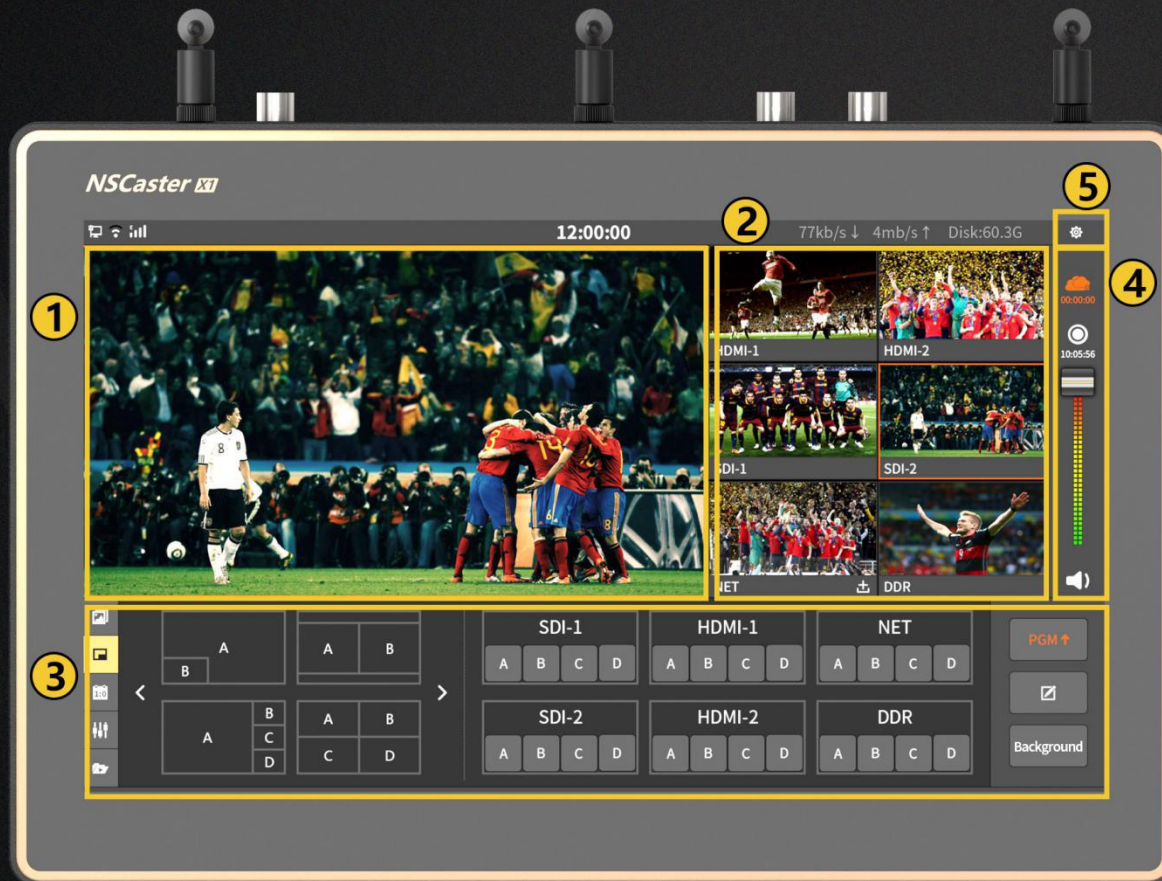 NSCaster X1
5
12:00:00
2
77kb/s↓ 4mb/s↑ Disk:60.3G
1
4
00:00:00
10:05:56
HDMI-1
HDMI-2
SDI-1
SDI-2
NET
DDR
3
A
B
A B
A
B
C
D
A B
C D
SDI-1
A B C D
HDMI-1
A B C D
NET
A B C D
SDI-2
A B C D
HDMI-2
A B C D
DDR
A B C D
PGM↑
Background
1:0